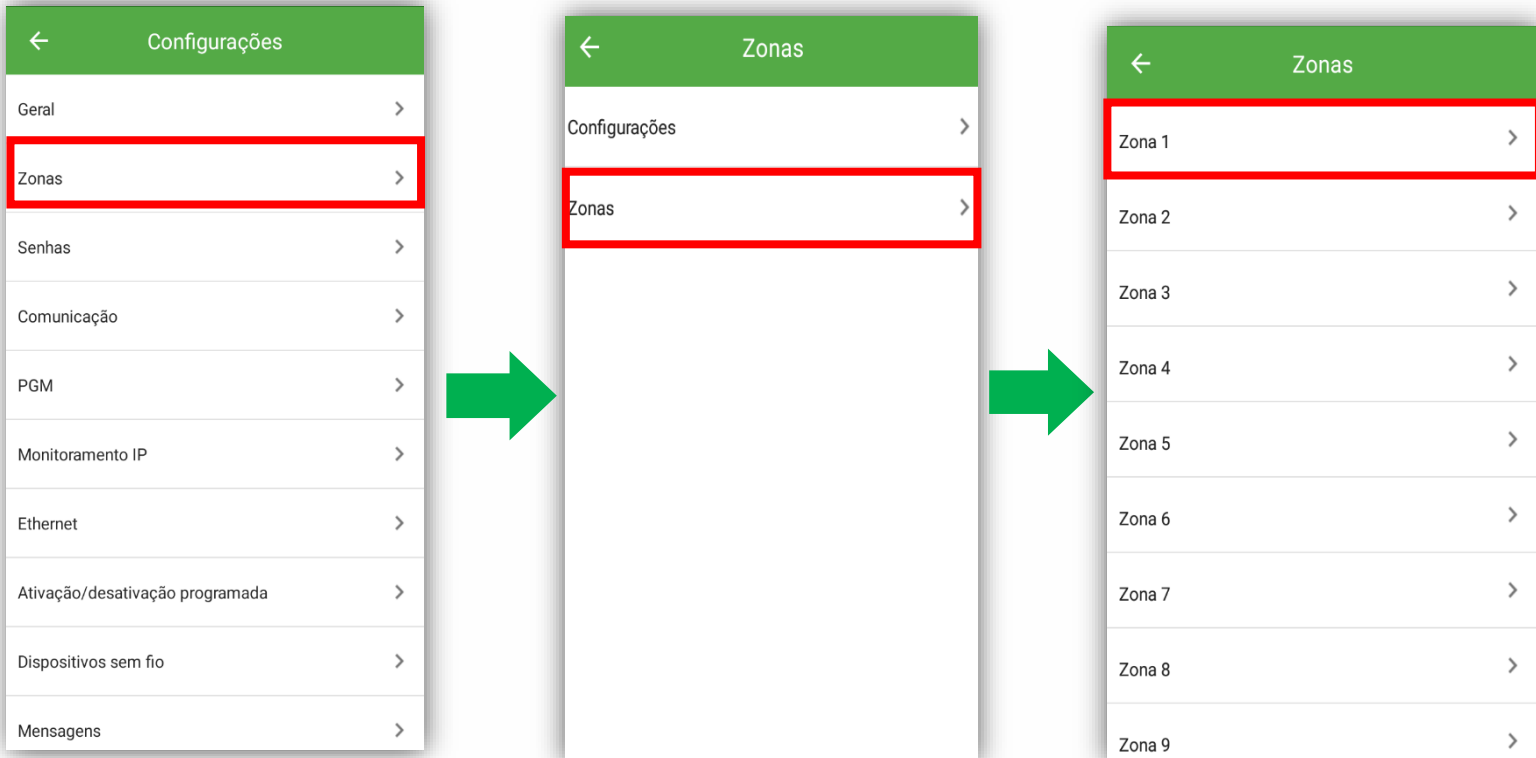 Configurações
Geral
Zonas
Senhas
Comunicação
PGM
Monitoramento IP
Ethernet
Ativação/desativação programada
Dispositivos sem fio
Mensagens
Zonas
Configurações
Zonas
Zonas
Zona 1
Zona 2
Zona 3
Zona 4
Zona 5
Zona 6
Zona 7
Zona 8
Zona 9